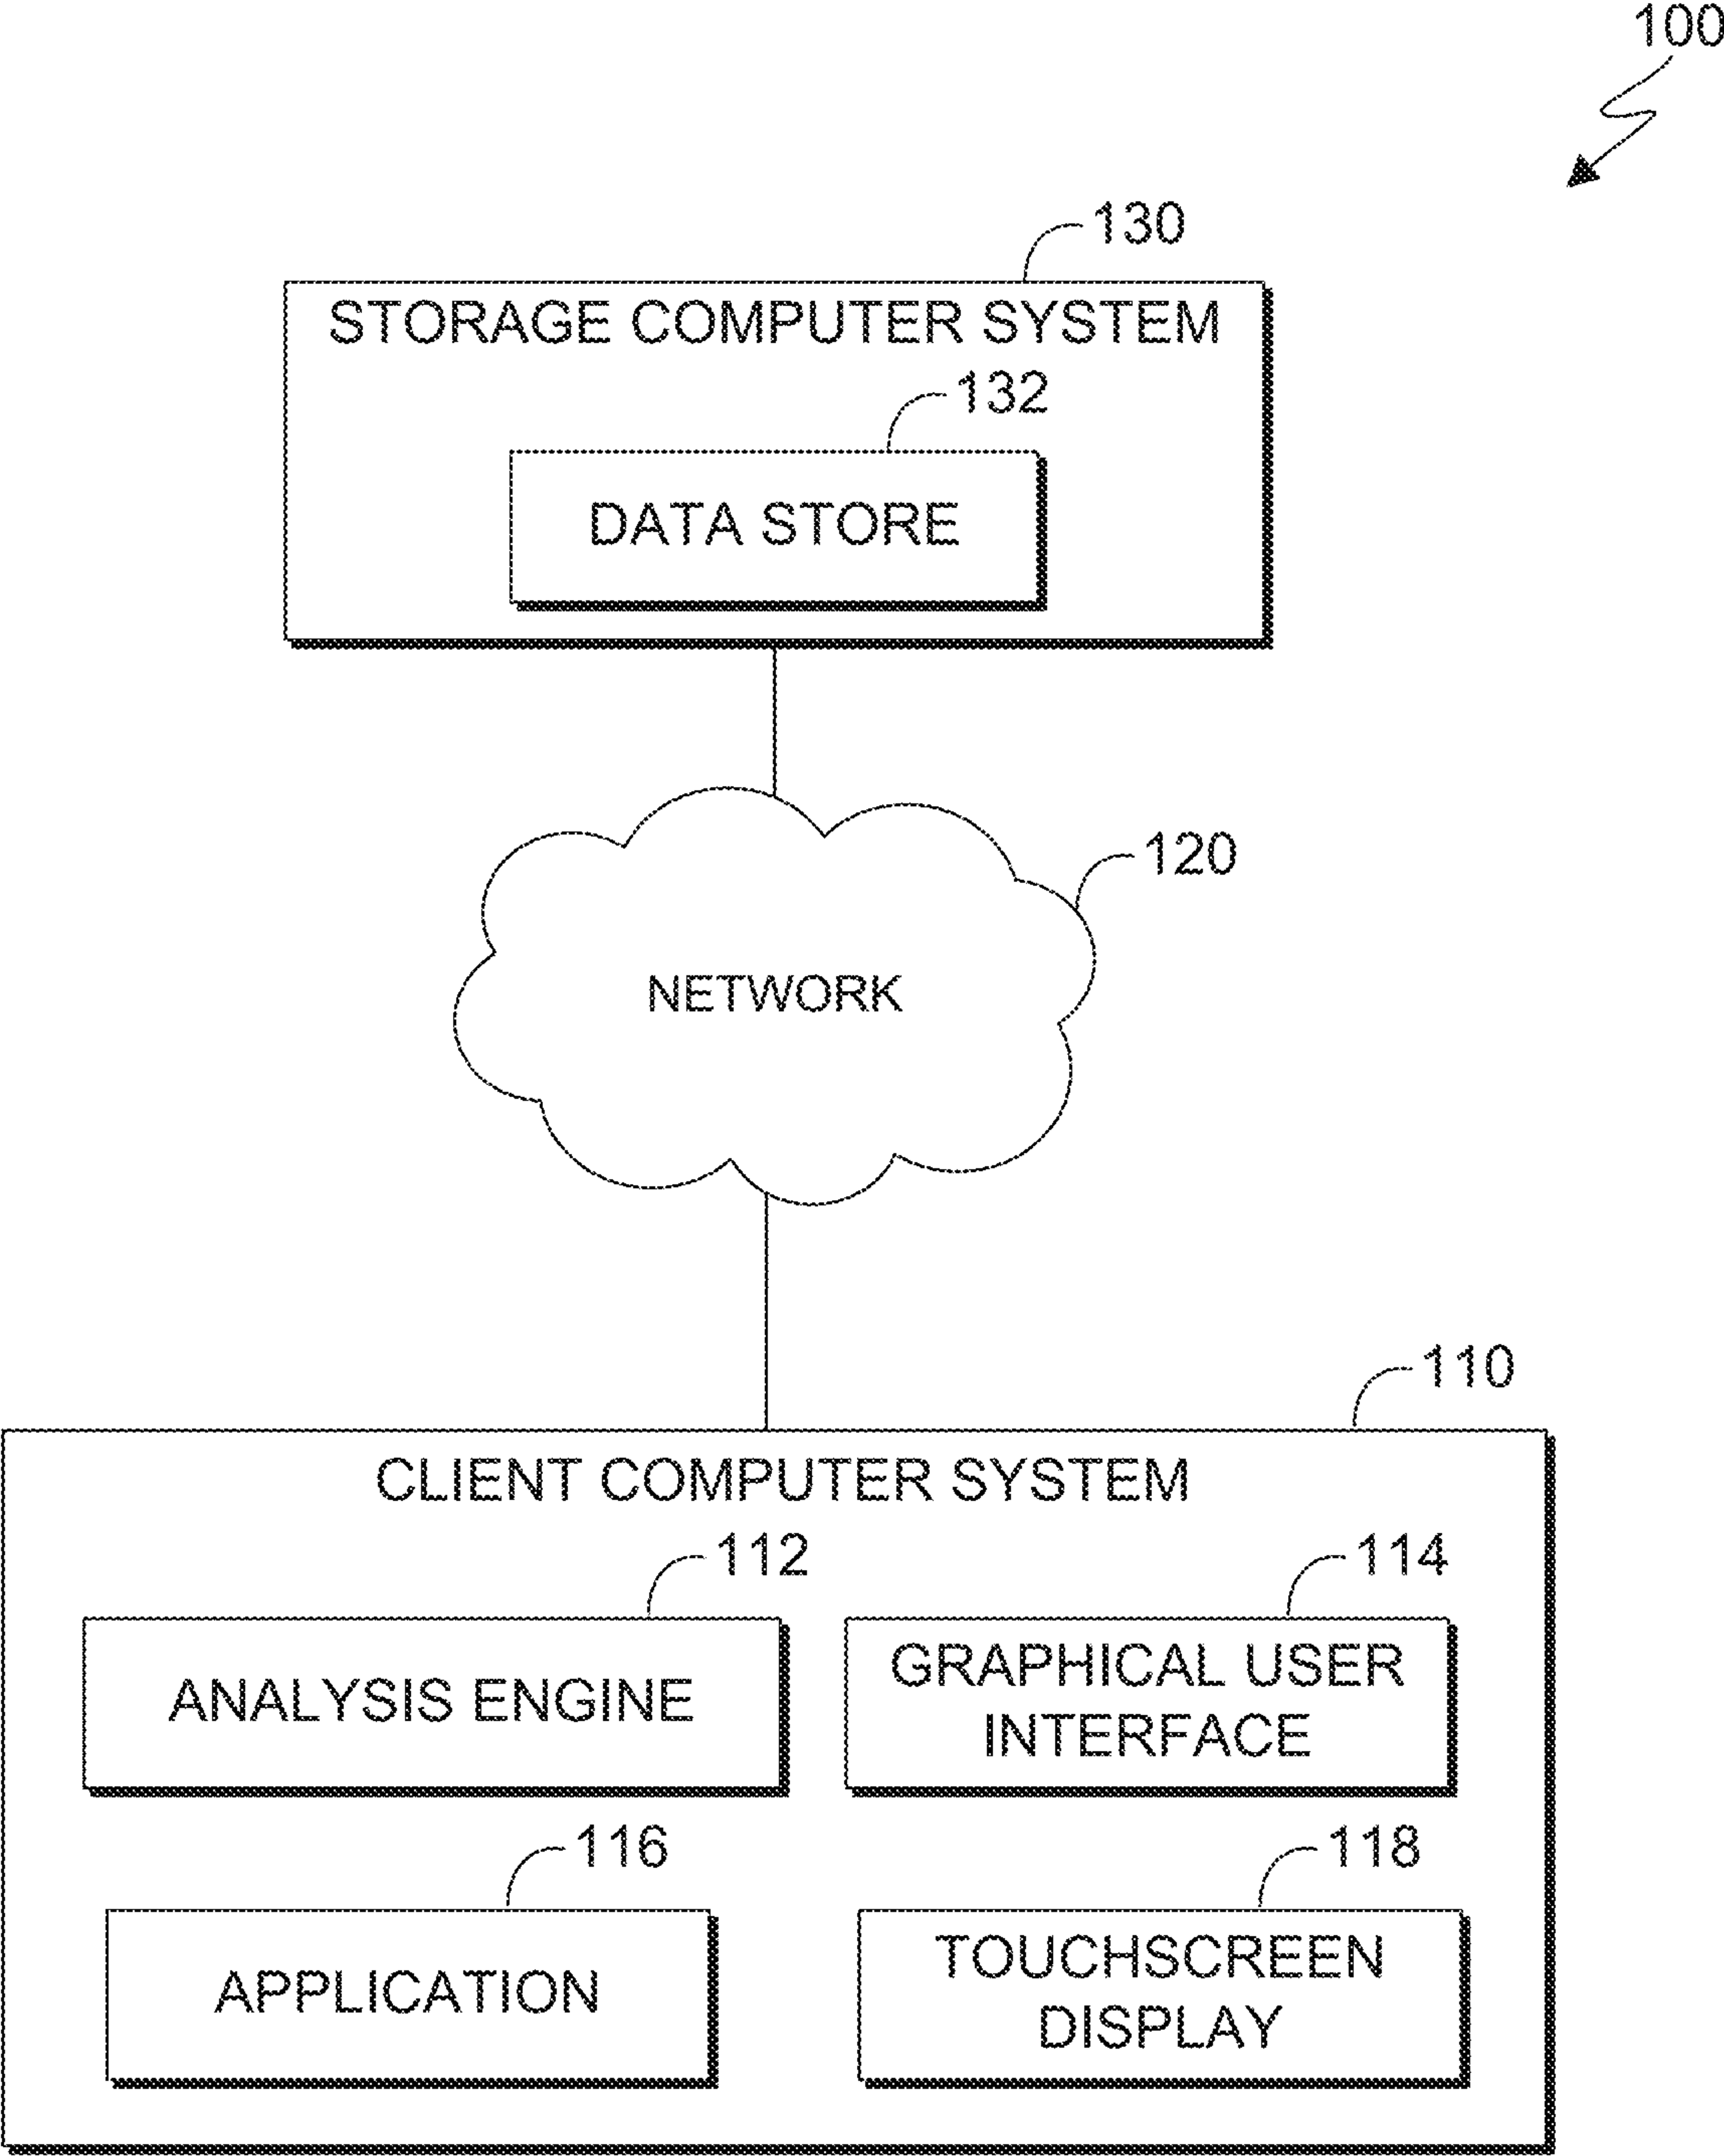 100
130
STORAGE COMPUTER SYSTEM
132
DATA STORE
120
NETWORK
110
CLIENT COMPUTER SYSTEM
112
ANALYSIS ENGINE
114
GRAPHICAL USER
INTERFACE
116
APPLICATION
118
TOUCHSCREEN
DISPLAY